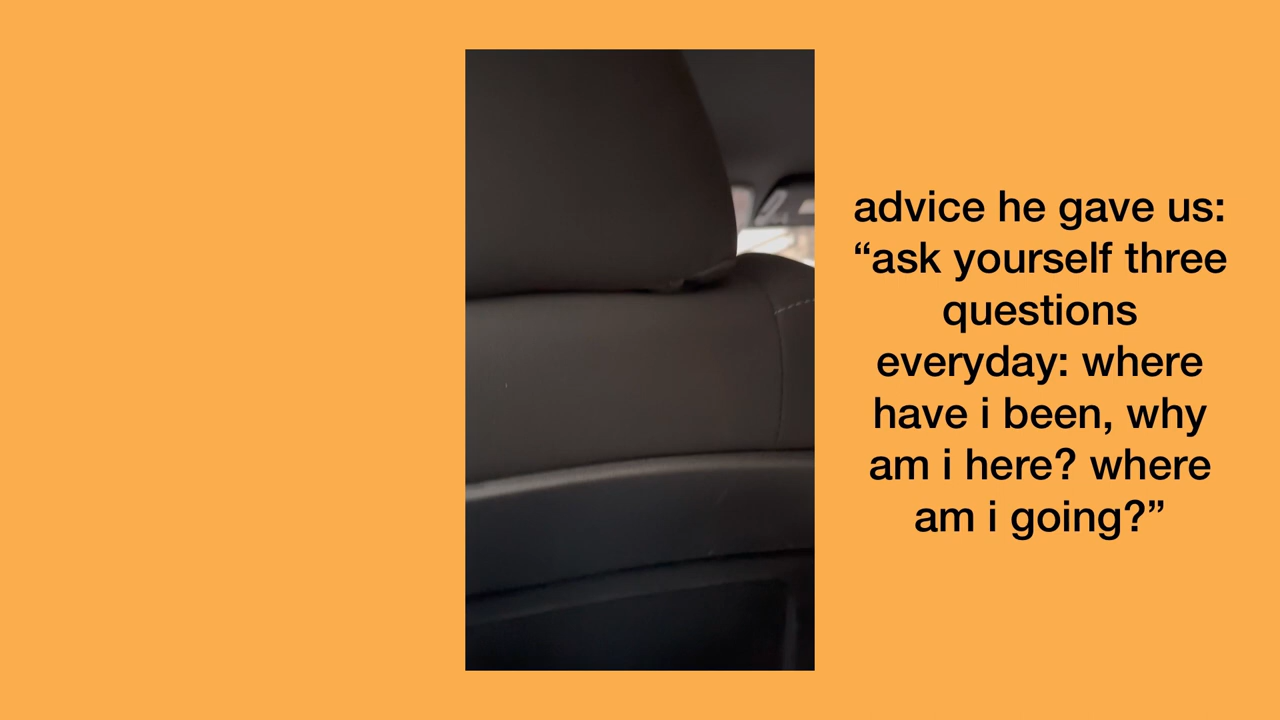 advice he gave us:
“ask yourself three
questions
everyday: where
have i been, why
am i here? where
am i going?”